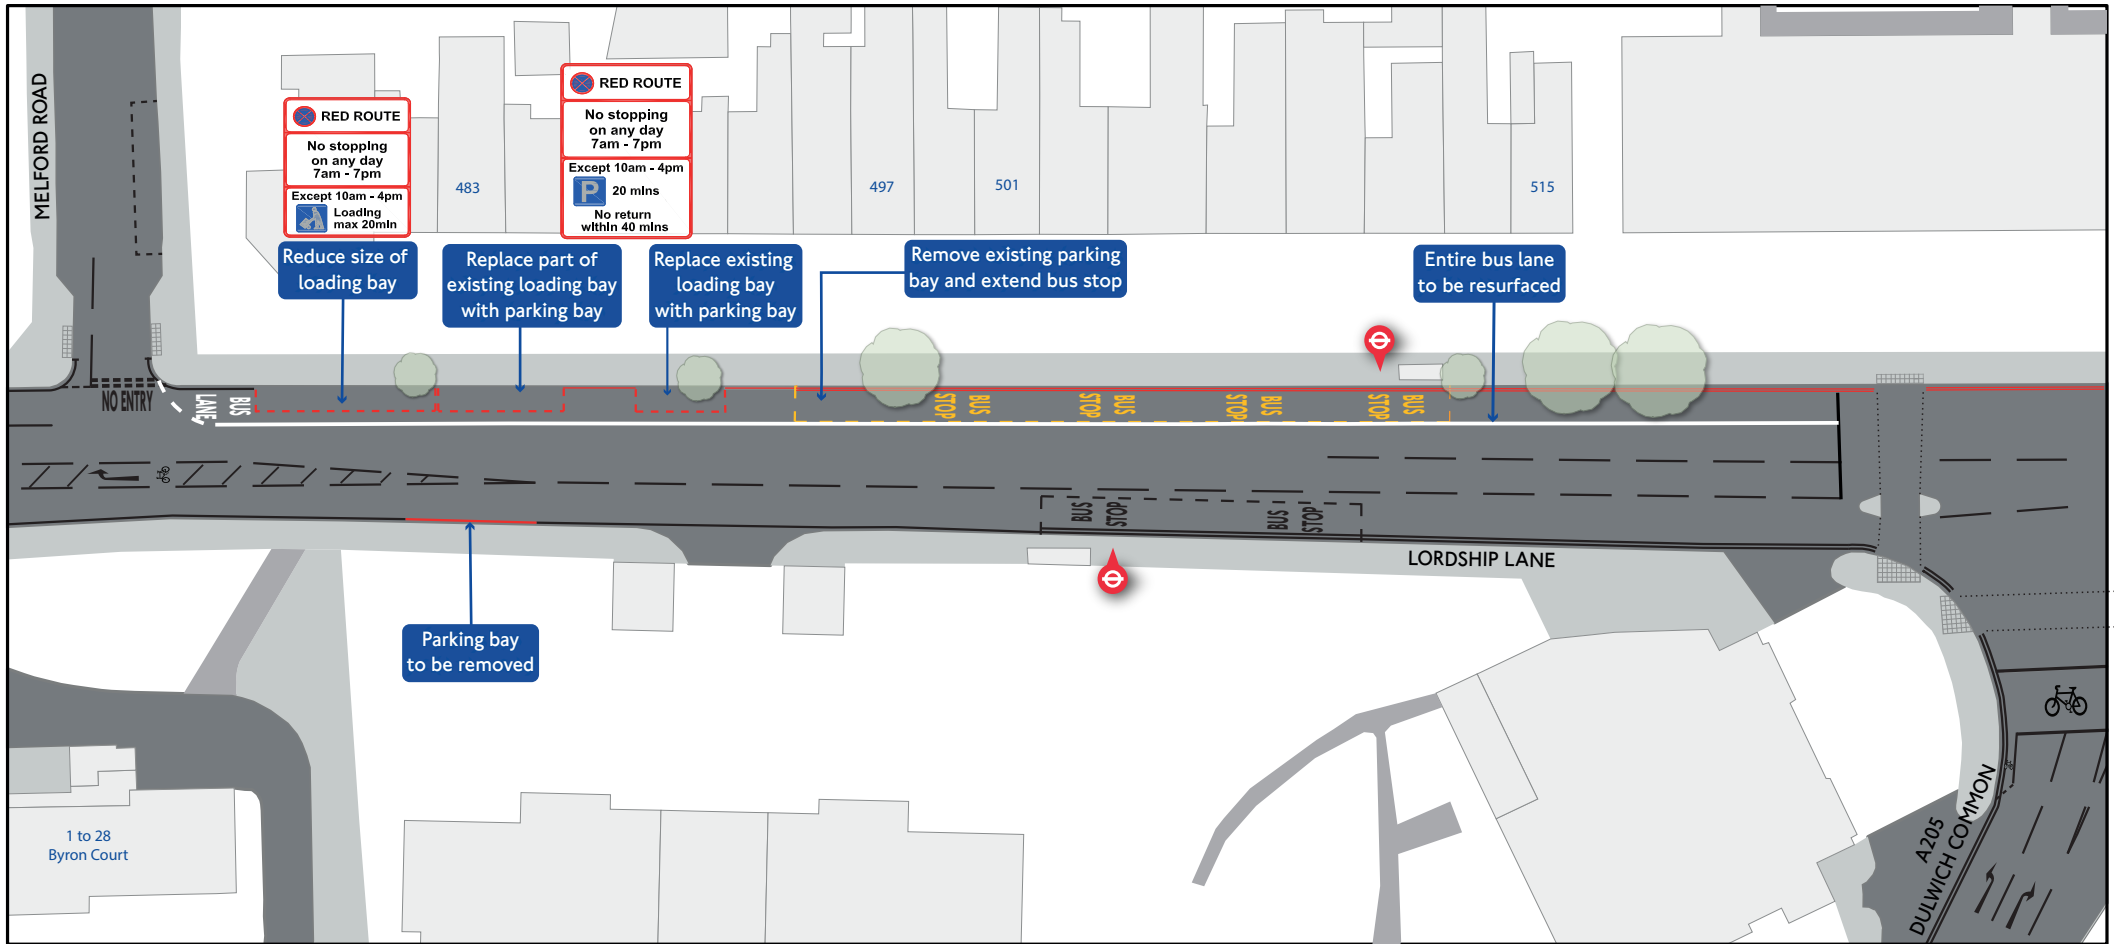 MELFORD ROAD
RED ROUTE
No stopping
on any day
7am - 7pm
Except 10am - 4pm
Loading
max 20min
RED ROUTE
No stopping
on any day
7am - 7pm
Except 10am - 4pm
P
20 mins
No return
within 40 mins
483
497
501
515
Reduce size of
loading bay
Replace part of
existing loading bay
with parking bay
Replace existing
loading bay
with parking bay
Remove existing parking
bay and extend bus stop
Entire bus lane
to be resurfaced
NO ENTRY
BUS
LANE
BUS
STOP
BUS
STOP
BUS
STOP
BUS
STOP
BUS
STOP
BUS
STOP
LORDSHIP LANE
Parking bay
to be removed
1 to 28
Byron Court
A205
DULWICH COMMON